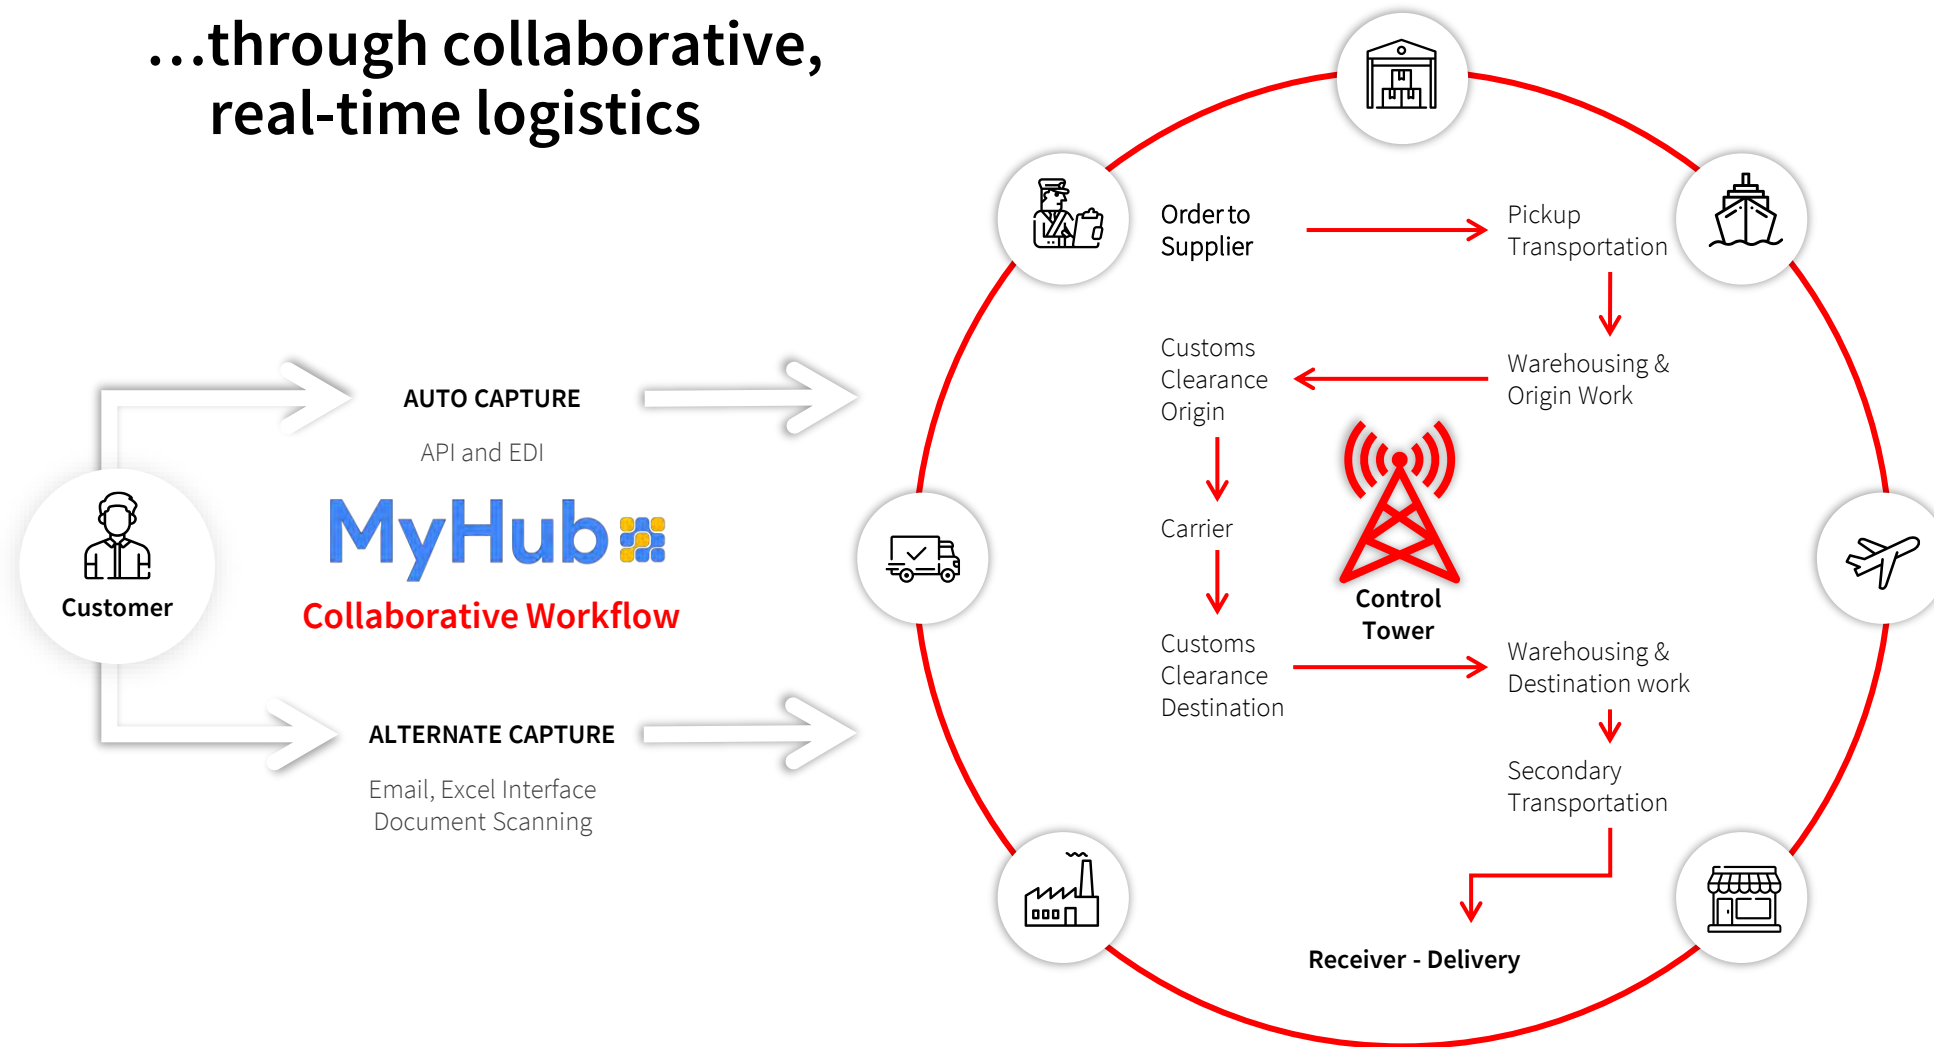 ...through collaborative,
real-time logistics
AUTO CAPTURE
API and EDI
MyHub
Collaborative Workflow
Customer
ALTERNATE CAPTURE
Email, Excel Interface
Document Scanning
Order to
Supplier
Pickup
Transportation
Warehousing &
Origin Work
Customs
Clearance
Origin
Carrier
Control
Tower
Customs
Clearance
Destination
Warehousing &
Destination work
Secondary
Transportation
Receiver - Delivery